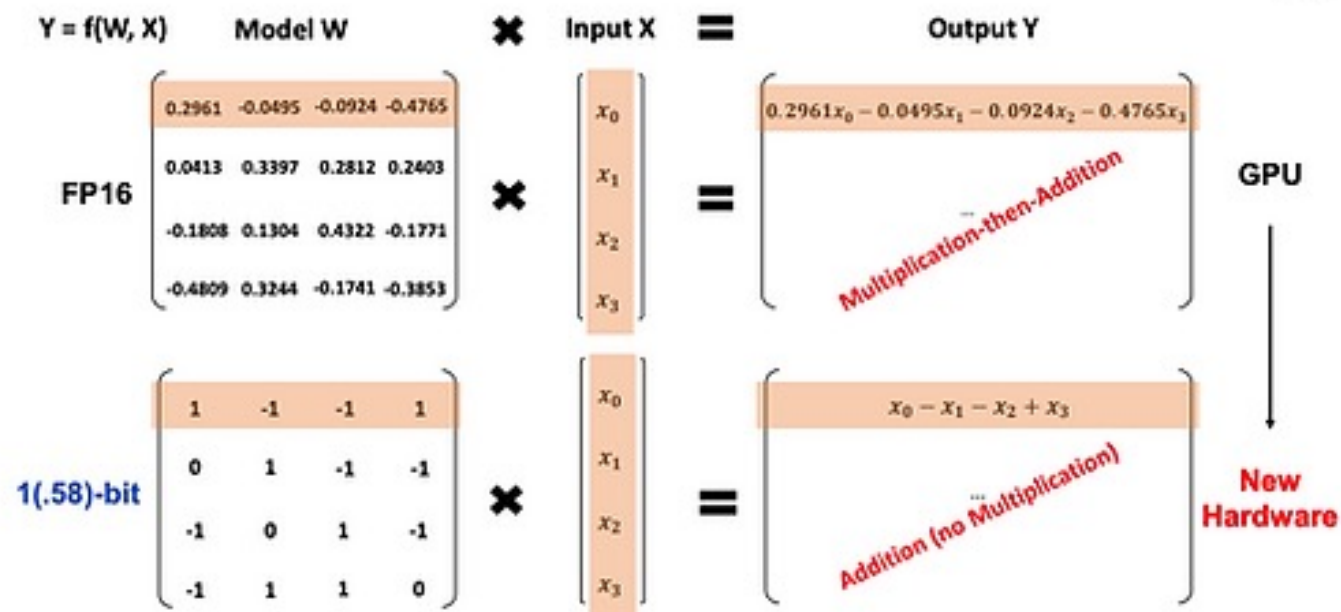 Y = f(W, X) Model W ✖ Input X = Output Y
FP16
0.2961 -0.0495 -0.0924 -0.4765
0.0413 0.3397 0.2812 0.2403
-0.1808 0.1304 0.4322 -0.1771
-0.4809 0.3244 -0.1741 -0.3853
✖
x₀
x₁
x₂
x₃
=
0.2961x₀ − 0.0495x₁ − 0.0924x₂ − 0.4765x₃
...
Multiplication-then-Addition
GPU
1(.58)-bit
1 -1 -1 1
0 1 -1 -1
-1 0 1 -1
-1 1 1 0
✖
x₀
x₁
x₂
x₃
=
x₀ − x₁ − x₂ + x₃
...
Addition (no Multiplication)
New
Hardware